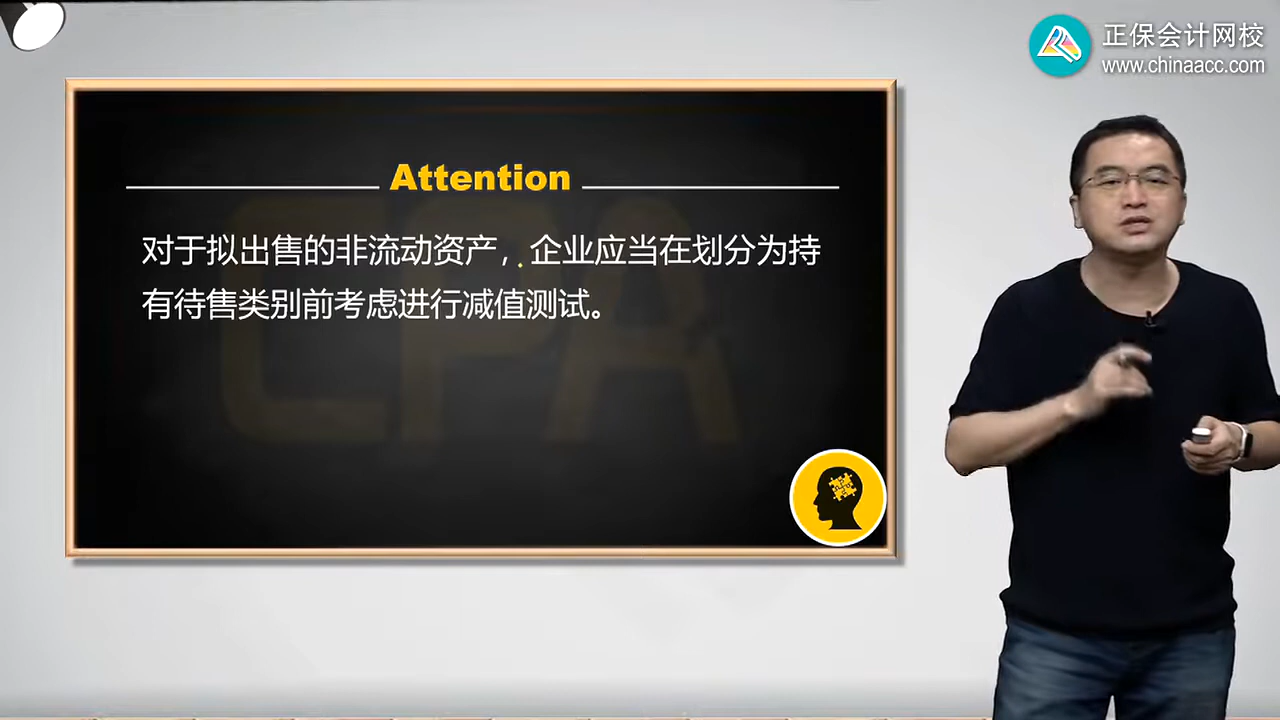 正保会计网校
www.chinaacc.com
Attention
对于拟出售的非流动资产，企业应当在划分为持
有待售类别前考虑进行减值测试。
CPA